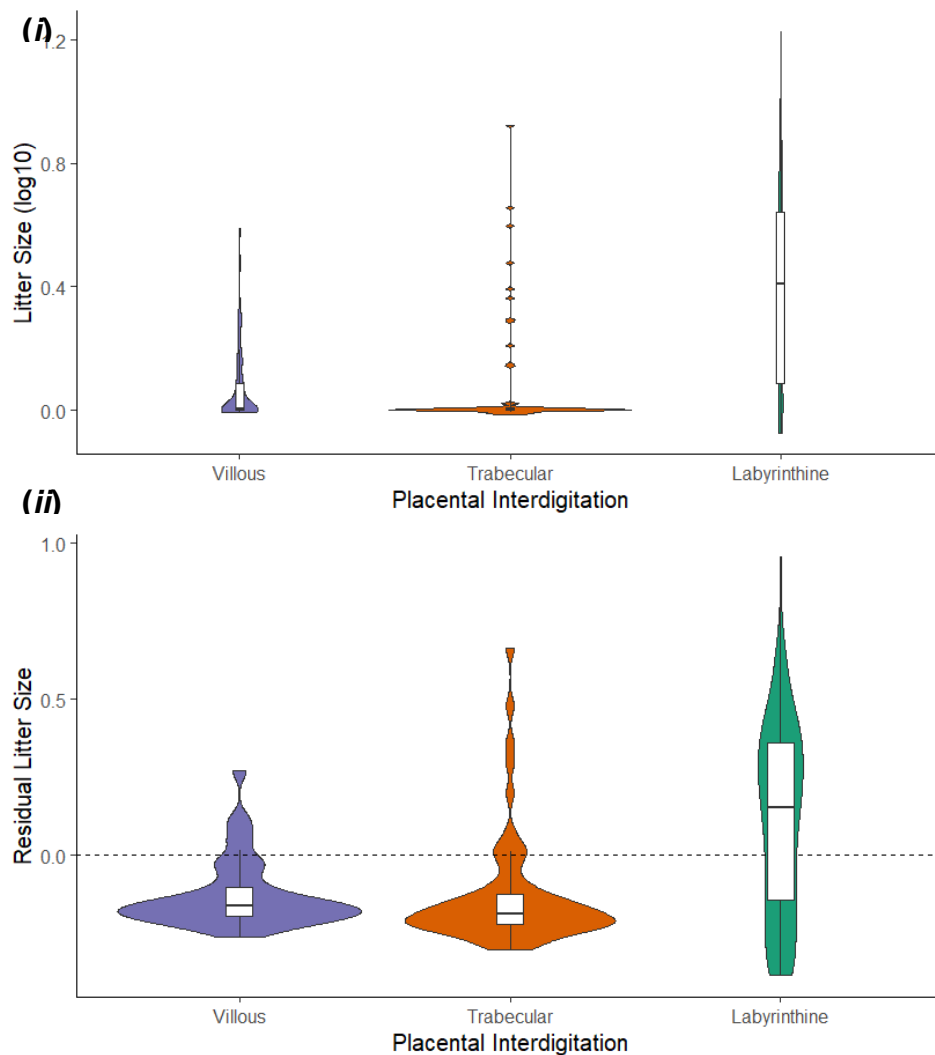 (i)
Litter Size (log10)
1.2
0.8
0.4
0.0
Villous Trabecular Labyrinthine
Placental Interdigitation
(ii)
Residual Litter Size
1.0
0.5
0.0
Villous Trabecular Labyrinthine
Placental Interdigitation